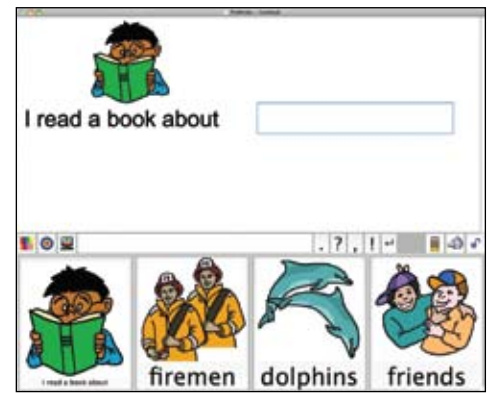 I read a book about
. ? , !
I read a book about
firemen
dolphins
friends